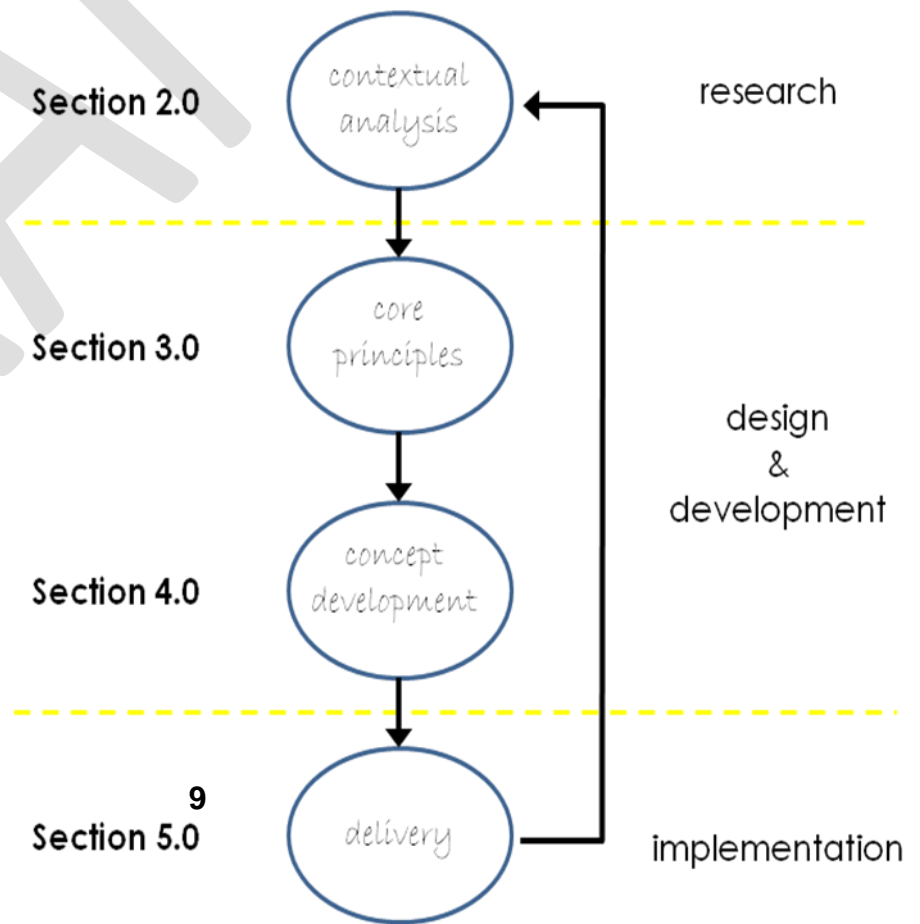 contextual
analysis
Section 2.0
research
core
principles
Section 3.0
design
&
development
concept
development
Section 4.0
9
Section 5.0
delivery
implementation